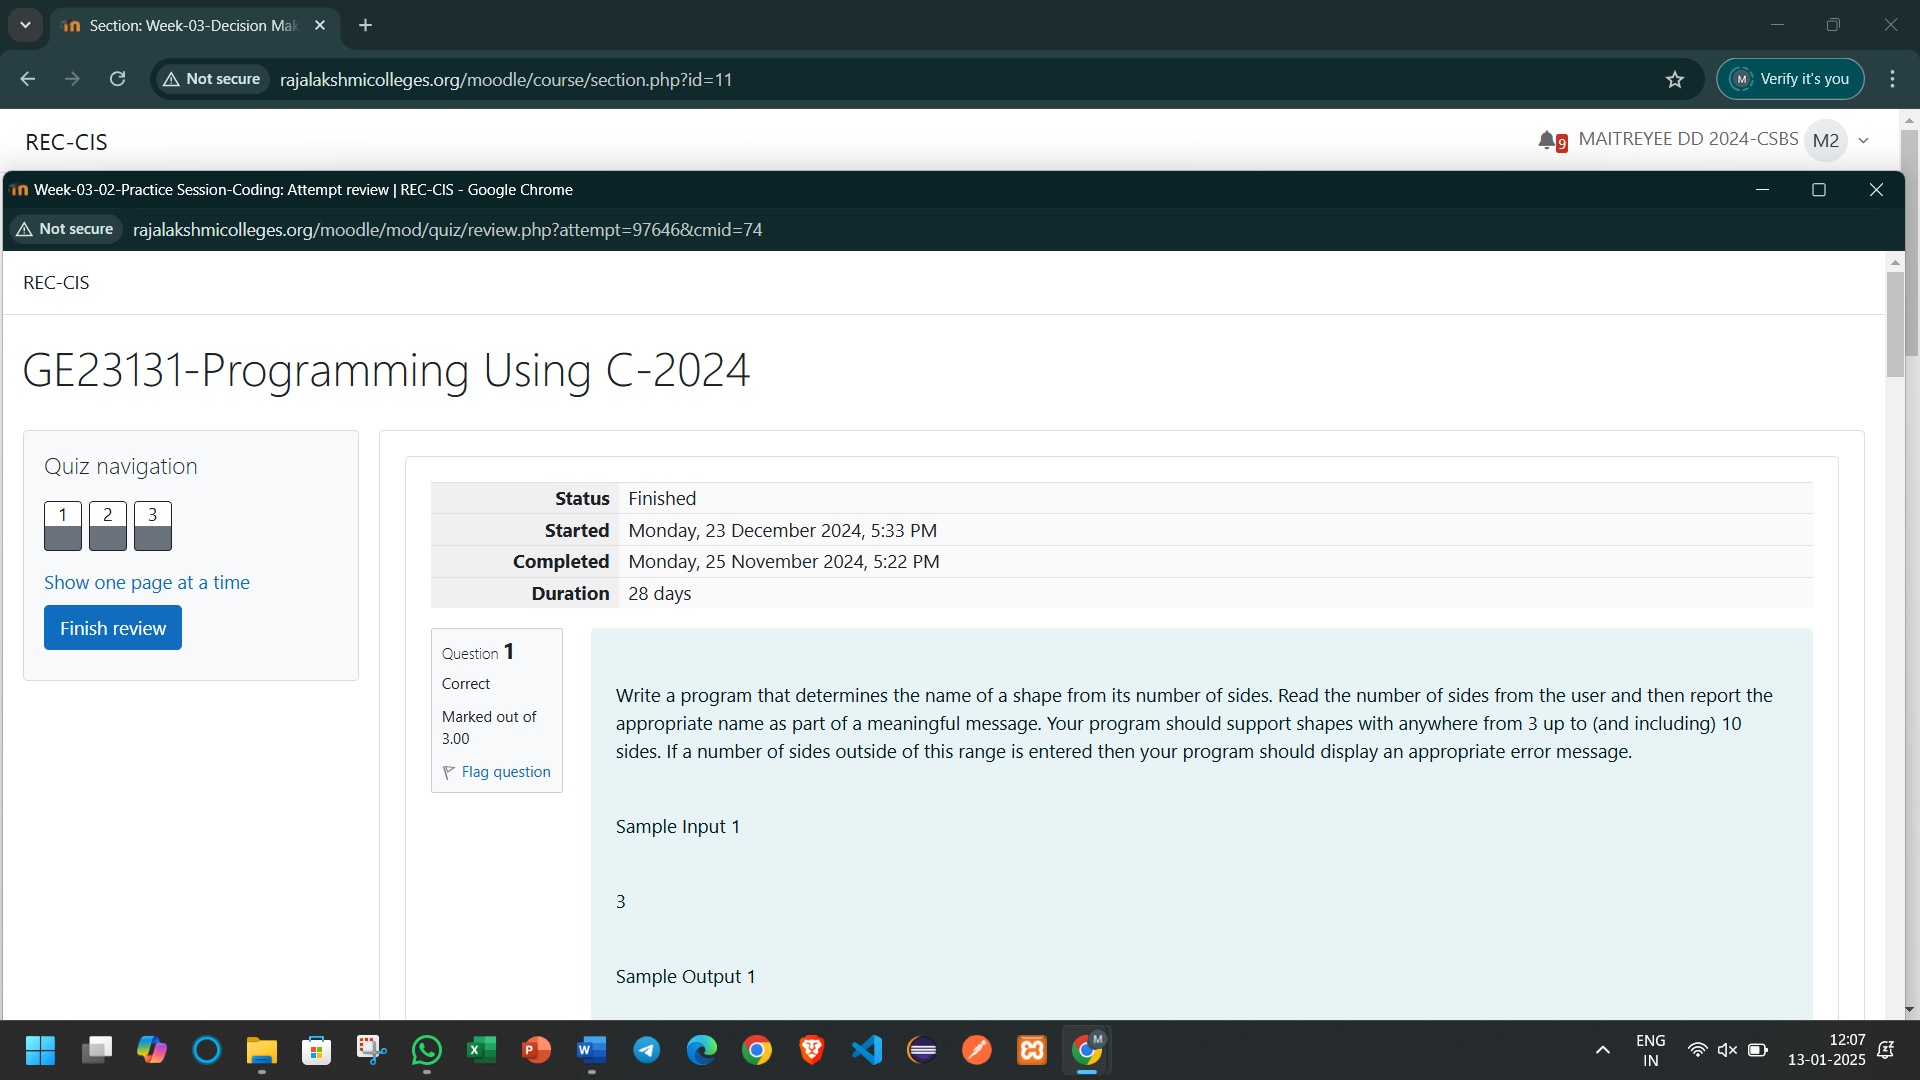 Section: Week-03-Decision Mak
Not secure
rajalakshmicolleges.org/moodle/course/section.php?id=11
M
Verify it's you
REC-CIS
9
MAITREYEE DD 2024-CSBS
M2
Week-03-02-Practice Session-Coding: Attempt review | REC-CIS - Google Chrome
Not secure
rajalakshmicolleges.org/moodle/mod/quiz/review.php?attempt=97646&cmid=74
REC-CIS
GE23131-Programming Using C-2024
Quiz navigation
1 2 3
Show one page at a time
Finish review
Status Finished
Started Monday, 23 December 2024, 5:33 PM
Completed Monday, 25 November 2024, 5:22 PM
Duration 28 days
Question 1
Correct
Marked out of
3.00
Flag question
Write a program that determines the name of a shape from its number of sides. Read the number of sides from the user and then report the
appropriate name as part of a meaningful message. Your program should support shapes with anywhere from 3 up to (and including) 10
sides. If a number of sides outside of this range is entered then your program should display an appropriate error message.
Sample Input 1
3
Sample Output 1
ENG
IN
12:07
13-01-2025